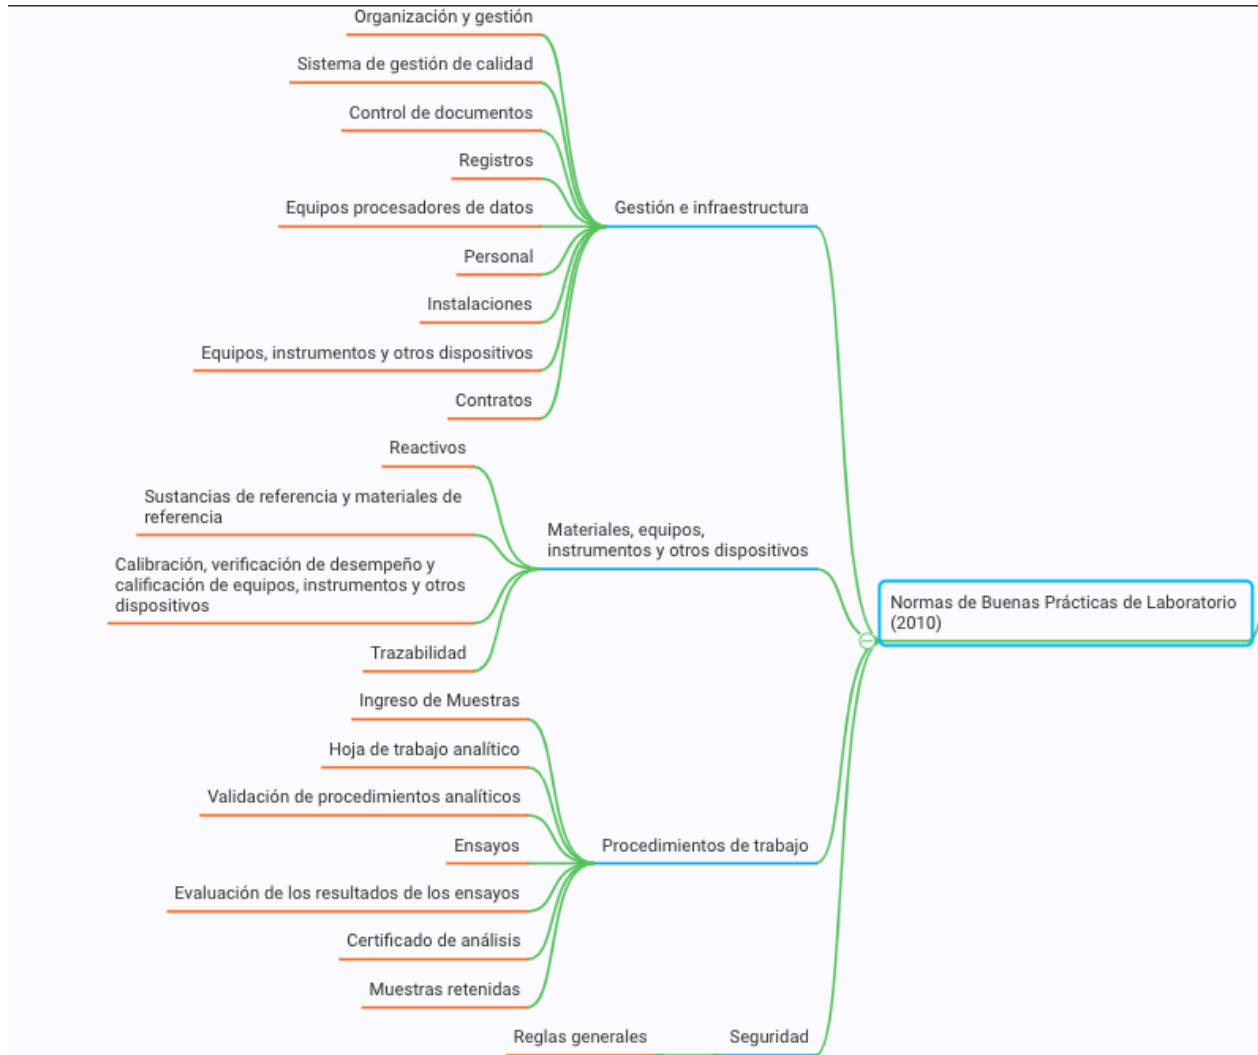 Organización y gestión
Sistema de gestión de calidad
Control de documentos
Registros
Equipos procesadores de datos
Personal
Instalaciones
Equipos, instrumentos y otros dispositivos
Contratos
Gestión e infraestructura
Reactivos
Sustancias de referencia y materiales de
referencia
Calibración, verificación de desempeño y
calificación de equipos, instrumentos y otros
dispositivos
Trazabilidad
Materiales, equipos,
instrumentos y otros dispositivos
Ingreso de Muestras
Hoja de trabajo analítico
Validación de procedimientos analíticos
Ensayos
Evaluación de los resultados de los ensayos
Certificado de análisis
Muestras retenidas
Procedimientos de trabajo
Reglas generales
Seguridad
Normas de Buenas Prácticas de Laboratorio
(2010)